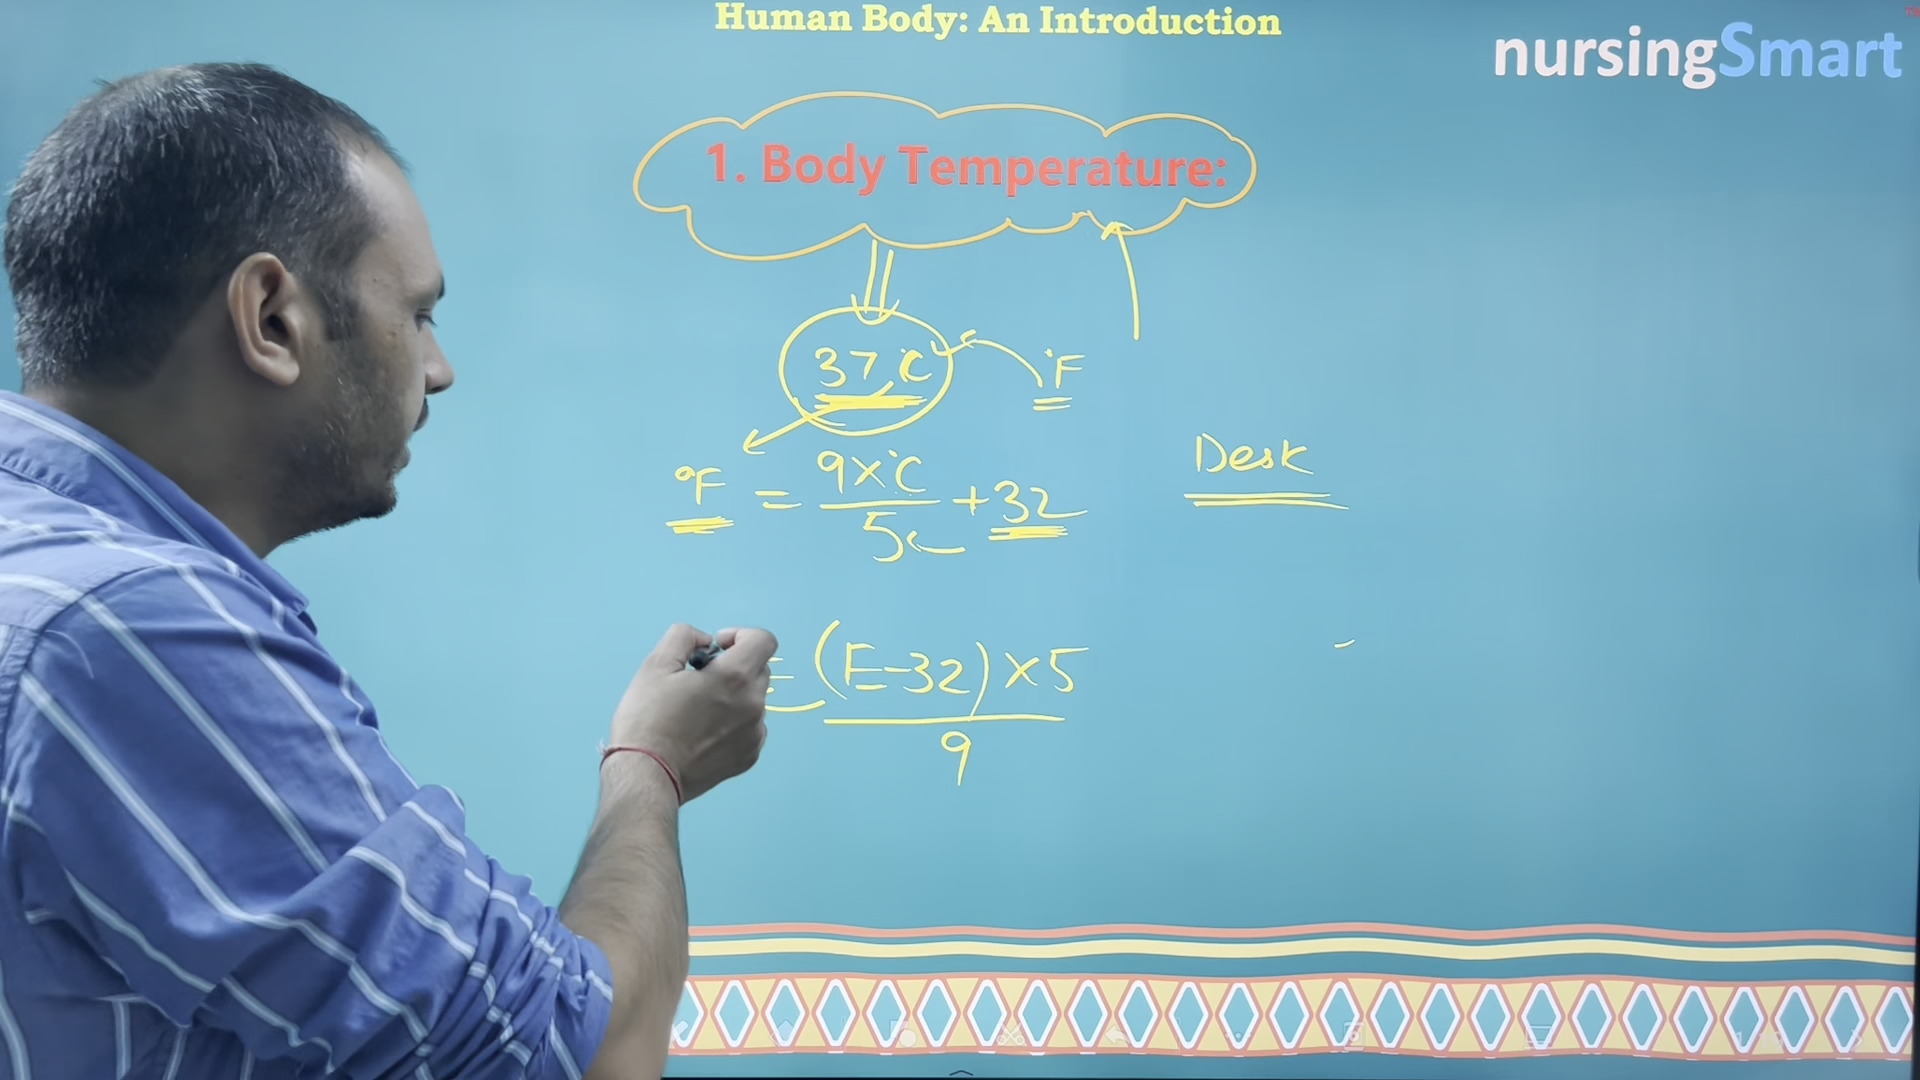 Human Body: An Introduction
nursingSmart
1. Body Temperature:
37°C
°F
°F = 9×°C / 5 + 32
Desk
= (F-32) × 5 / 9